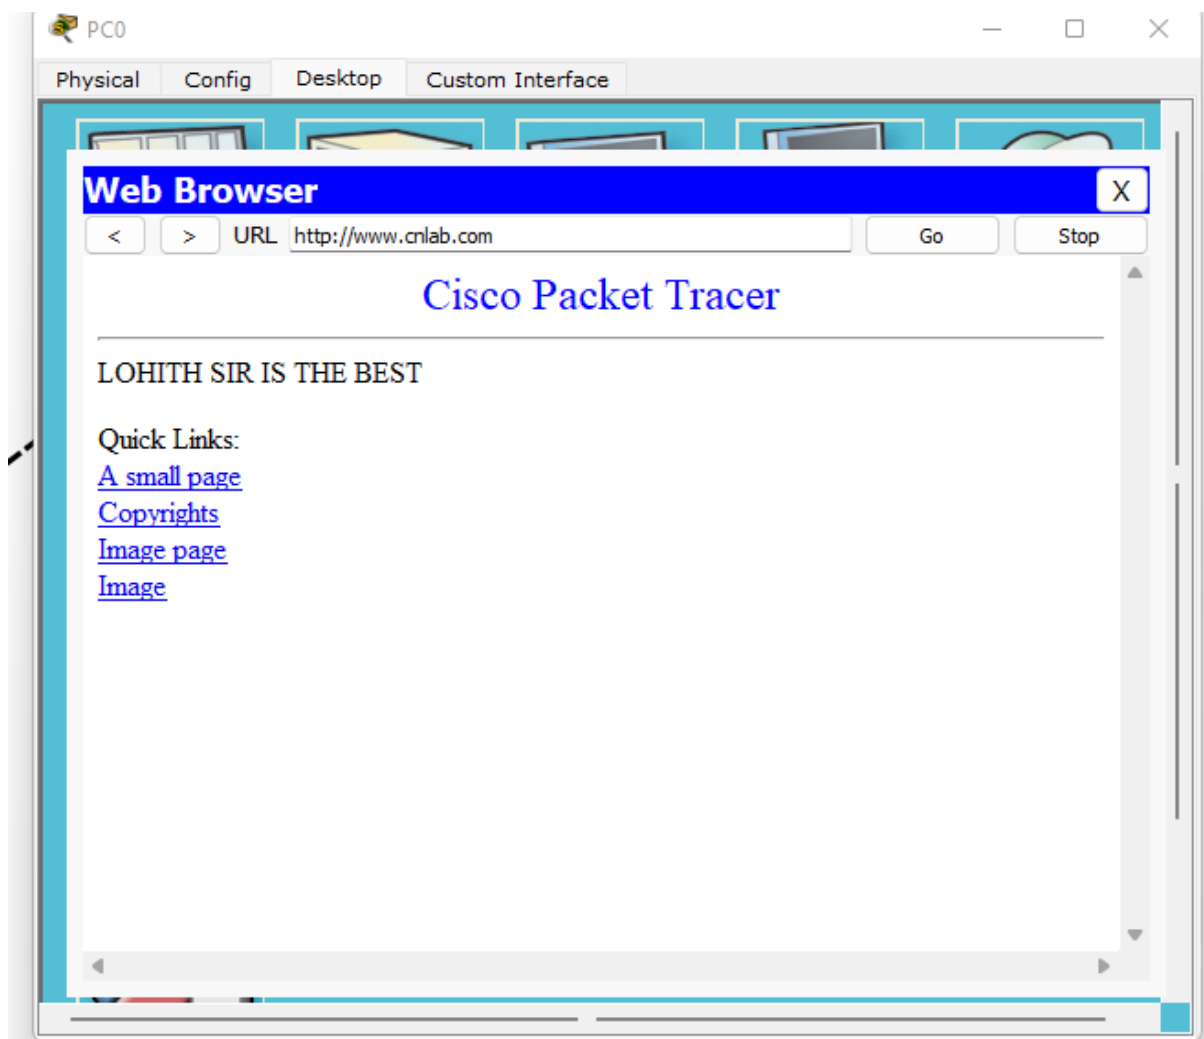 PC0
Physical Config Desktop Custom Interface
Web Browser X
< > URL http://www.cnlab.com Go Stop
Cisco Packet Tracer
LOHITH SIR IS THE BEST
Quick Links:
A small page
Copyrights
Image page
Image